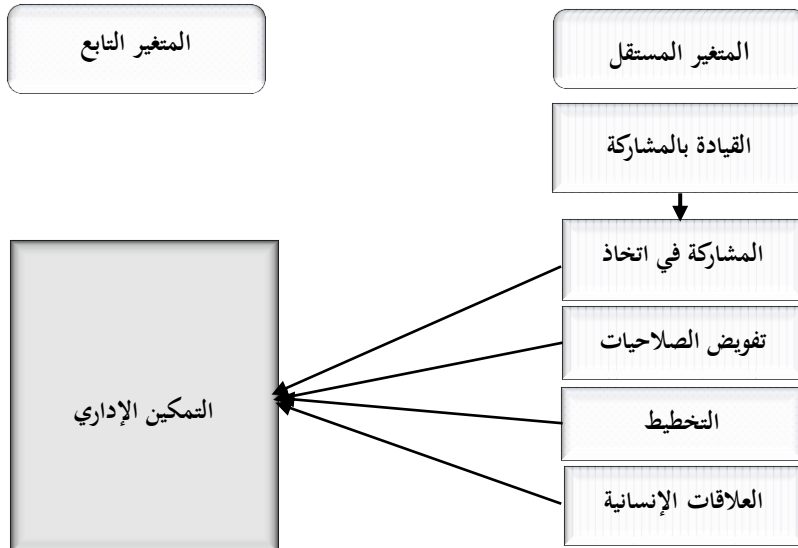 المتغير المستقل
المتغير التابع
القيادة بالمشاركة
المشاركة في اتخاذ
تفويض الصلاحيات
التخطيط
العلاقات الإنسانية
التمكين الإداري